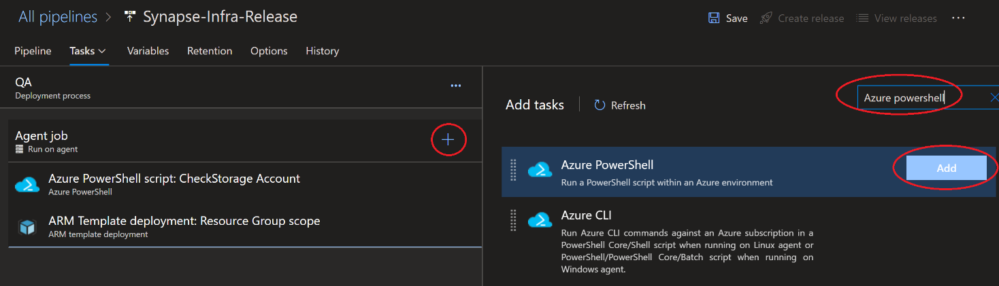 All pipelines > Synapse-Infra-Release
Save Create release View releases ...
Pipeline Tasks Variables Retention Options History
QA
Deployment process
...
Agent job
Run on agent
Azure PowerShell script: CheckStorage Account
Azure PowerShell
ARM Template deployment: Resource Group scope
ARM template deployment
Add tasks Refresh
Azure powershell
Azure PowerShell
Run a PowerShell script within an Azure environment
Add
Azure CLI
Run Azure CLI commands against an Azure subscription in a
PowerShell Core/Shell script when running on Linux agent or
PowerShell/PowerShell Core/Batch script when running on
Windows agent.